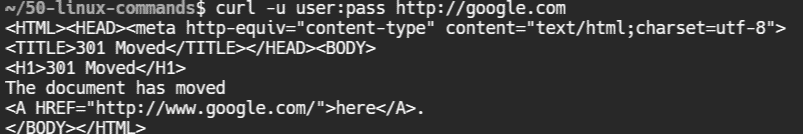 ~/50-linux-commands$ curl -u user:pass http://google.com
<HTML><HEAD><meta http-equiv="content-type" content="text/html;charset=utf-8">
<TITLE>301 Moved</TITLE></HEAD><BODY>
<H1>301 Moved</H1>
The document has moved
<A HREF="http://www.google.com/">here</A>.
</BODY></HTML>